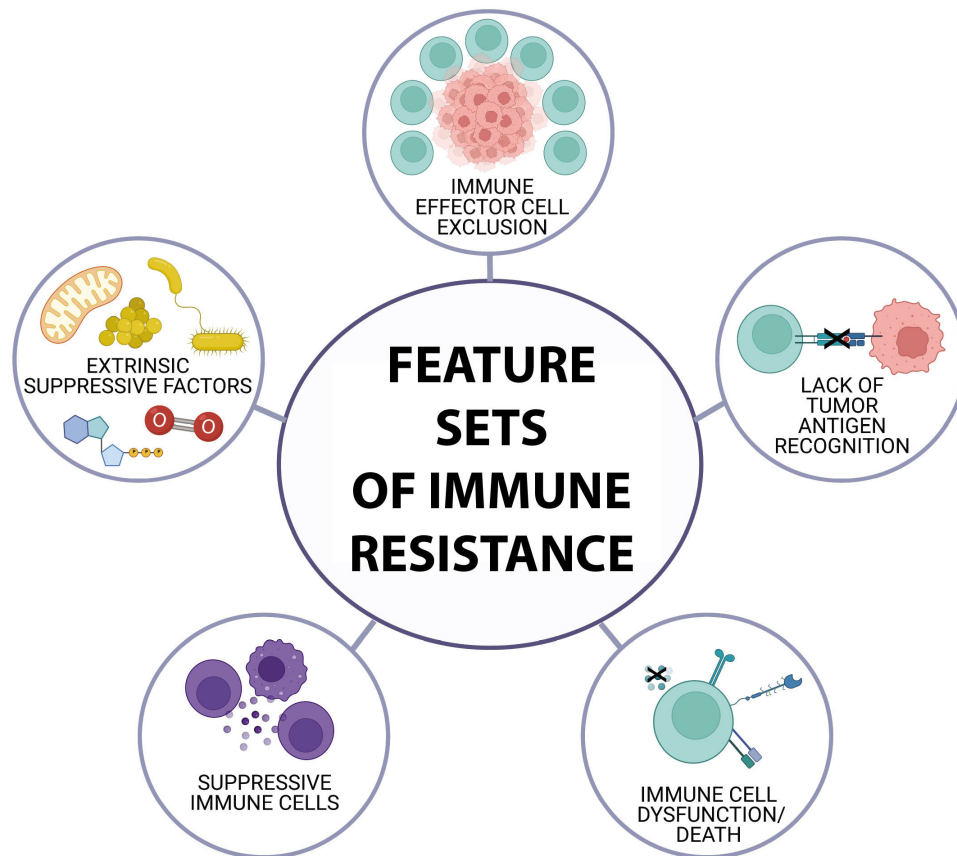 IMMUNE
EFFECTOR CELL
EXCLUSION
EXTRINSIC
SUPPRESSIVE FACTORS
O O
P P P
LACK OF
TUMOR
ANTIGEN
RECOGNITION
FEATURE
SETS
OF IMMUNE
RESISTANCE
SUPPRESSIVE
IMMUNE CELLS
IMMUNE CELL
DYSFUNCTION/
DEATH